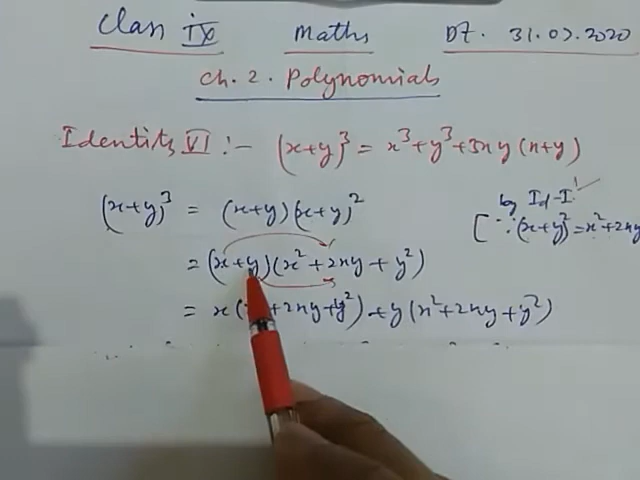 Class IX Maths DT. 31.07.2020
Ch. 2. Polynomials
Identity VI :- (x+y)³ = x³+y³+3xy(x+y)
(x+y)³ = (x+y)(x+y)²
by Id-I
[∵(x+y)²=x²+2xy
= (x+y)(x²+2xy+y²)
= x( +2xy+y²)+y(x²+2xy+y²)